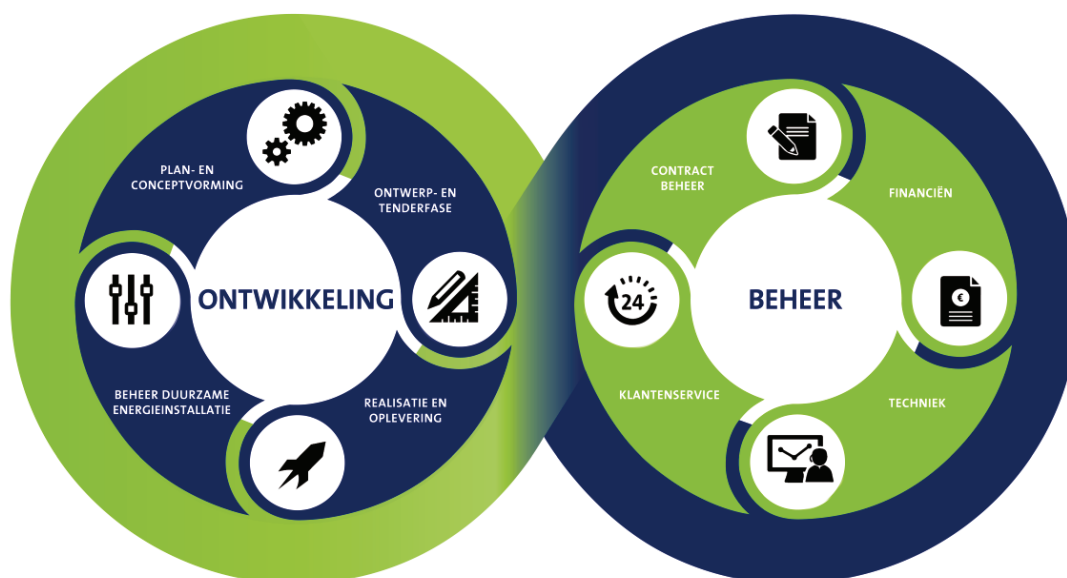 PLAN- EN
CONCEPTVORMING
ONTWERP- EN
TENDERFASE
ONTWIKKELING
BEHEER DUURZAME
ENERGIEINSTALLATIE
REALISATIE EN
OPLEVERING
CONTRACT
BEHEER
FINANCIËN
24
BEHEER
€
KLANTENSERVICE
TECHNIEK